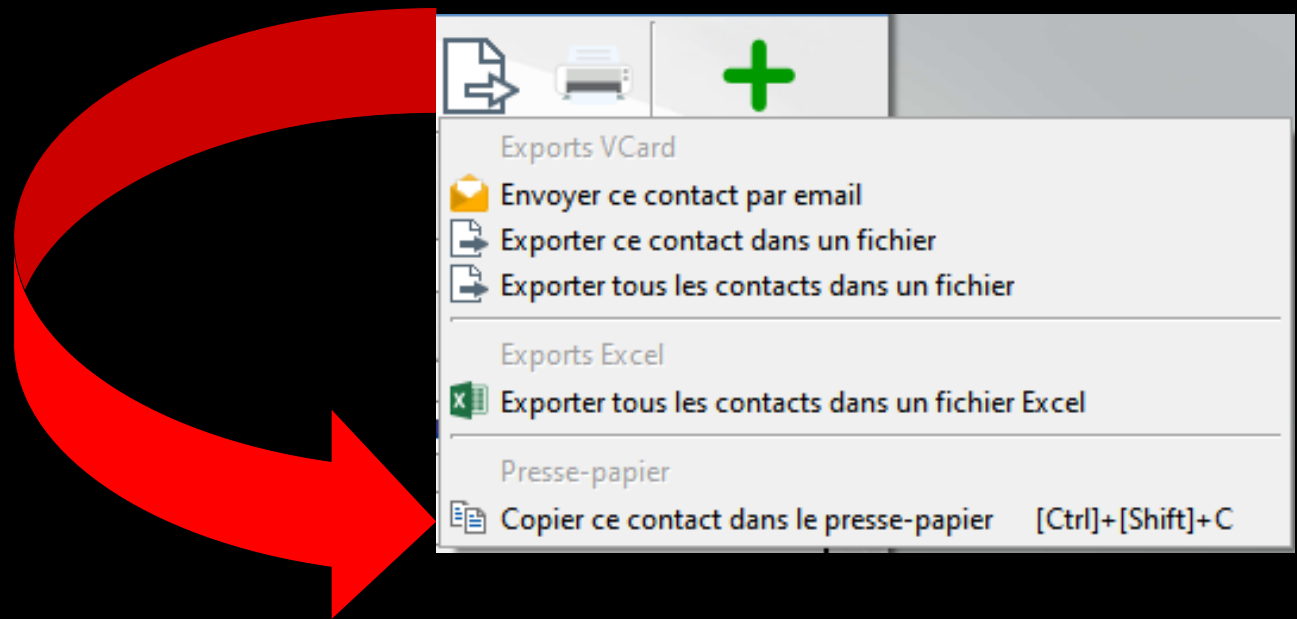 Exports VCard
Envoyer ce contact par email
Exporter ce contact dans un fichier
Exporter tous les contacts dans un fichier
Exports Excel
Exporter tous les contacts dans un fichier Excel
Presse-papier
Copier ce contact dans le presse-papier [Ctrl]+[Shift]+C